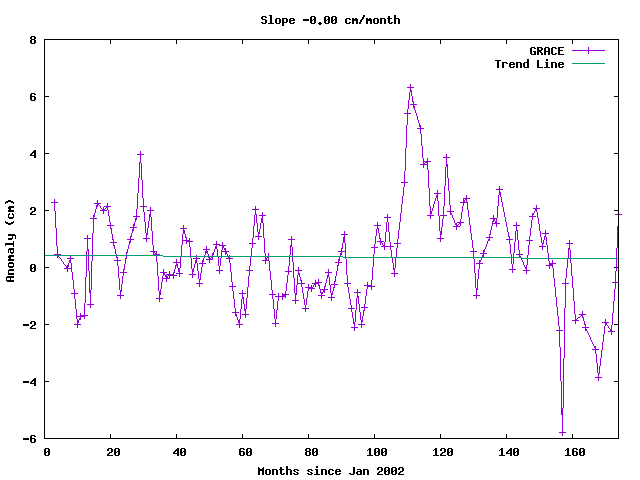 Slope -0.00 cm/month
GRACE
Trend Line
Anomaly (cm)
8
6
4
2
0
-2
-4
-6
0 20 40 60 80 100 120 140 160
Months since Jan 2002